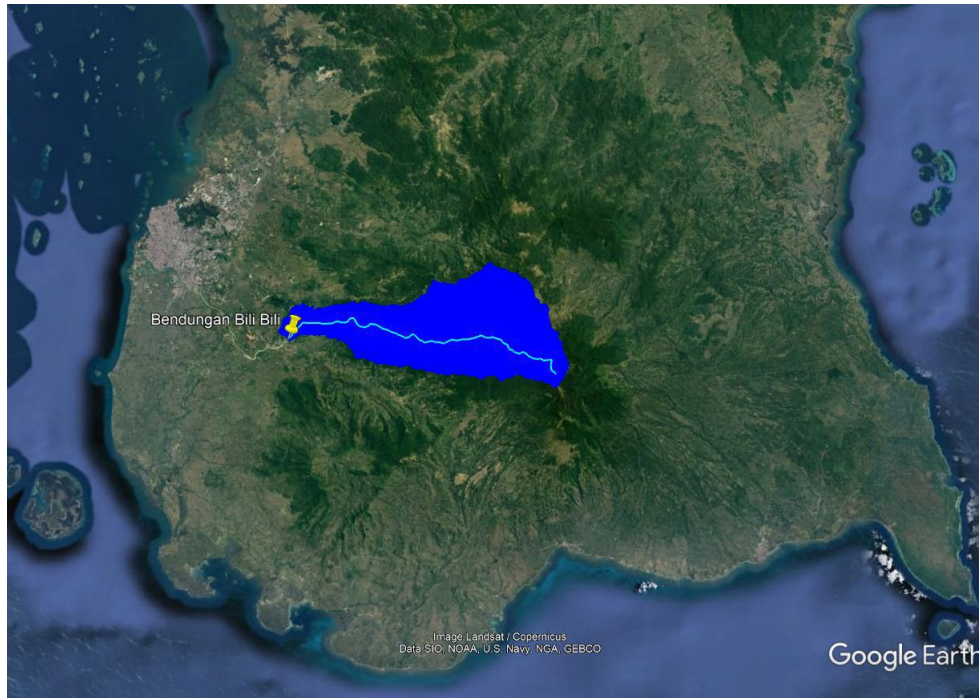 Bendungan Bili Bili
Image Landsat / Copernicus
Data SIO, NOAA, U.S. Navy, NGA, GEBCO
Google Earth